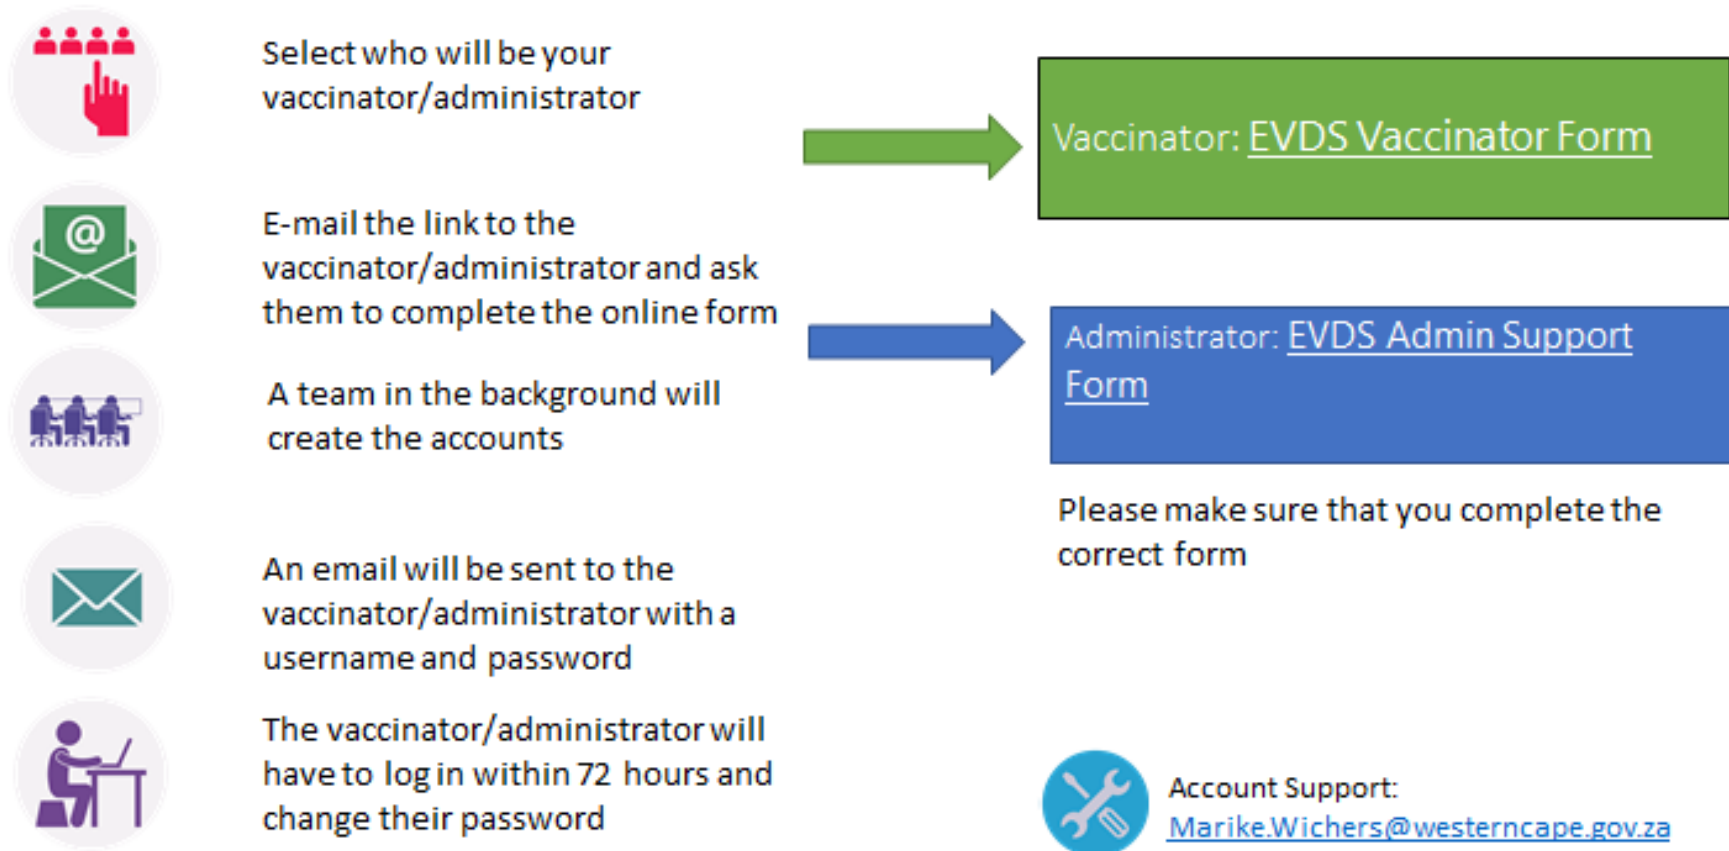 Select who will be your
vaccinator/administrator
E-mail the link to the
vaccinator/administrator and ask
them to complete the online form
A team in the background will
create the accounts
An email will be sent to the
vaccinator/administrator with a
username and password
The vaccinator/administrator will
have to log in within 72 hours and
change their password
Vaccinator: EVDS Vaccinator Form
Administrator: EVDS Admin Support
Form
Please make sure that you complete the
correct form
Account Support:
Marike.Wichers@westerncape.gov.za